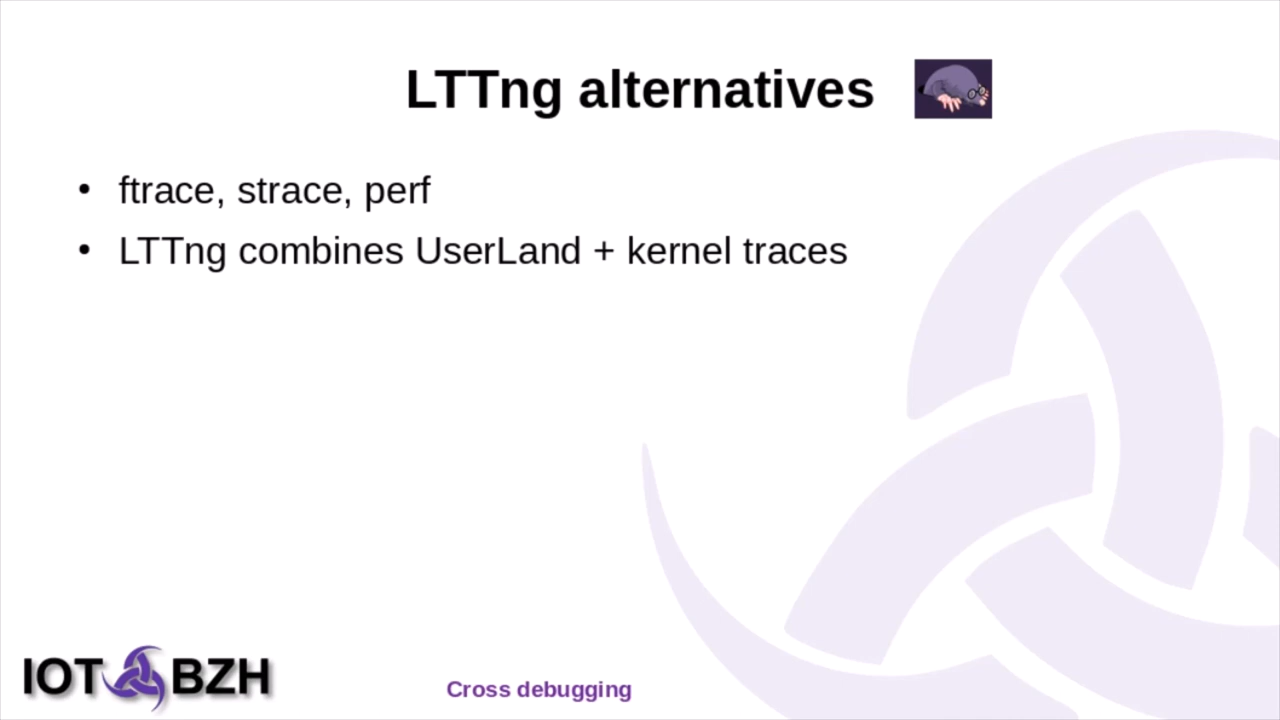 LTTng alternatives
• ftrace, strace, perf
• LTTng combines UserLand + kernel traces
IOT BZH
Cross debugging